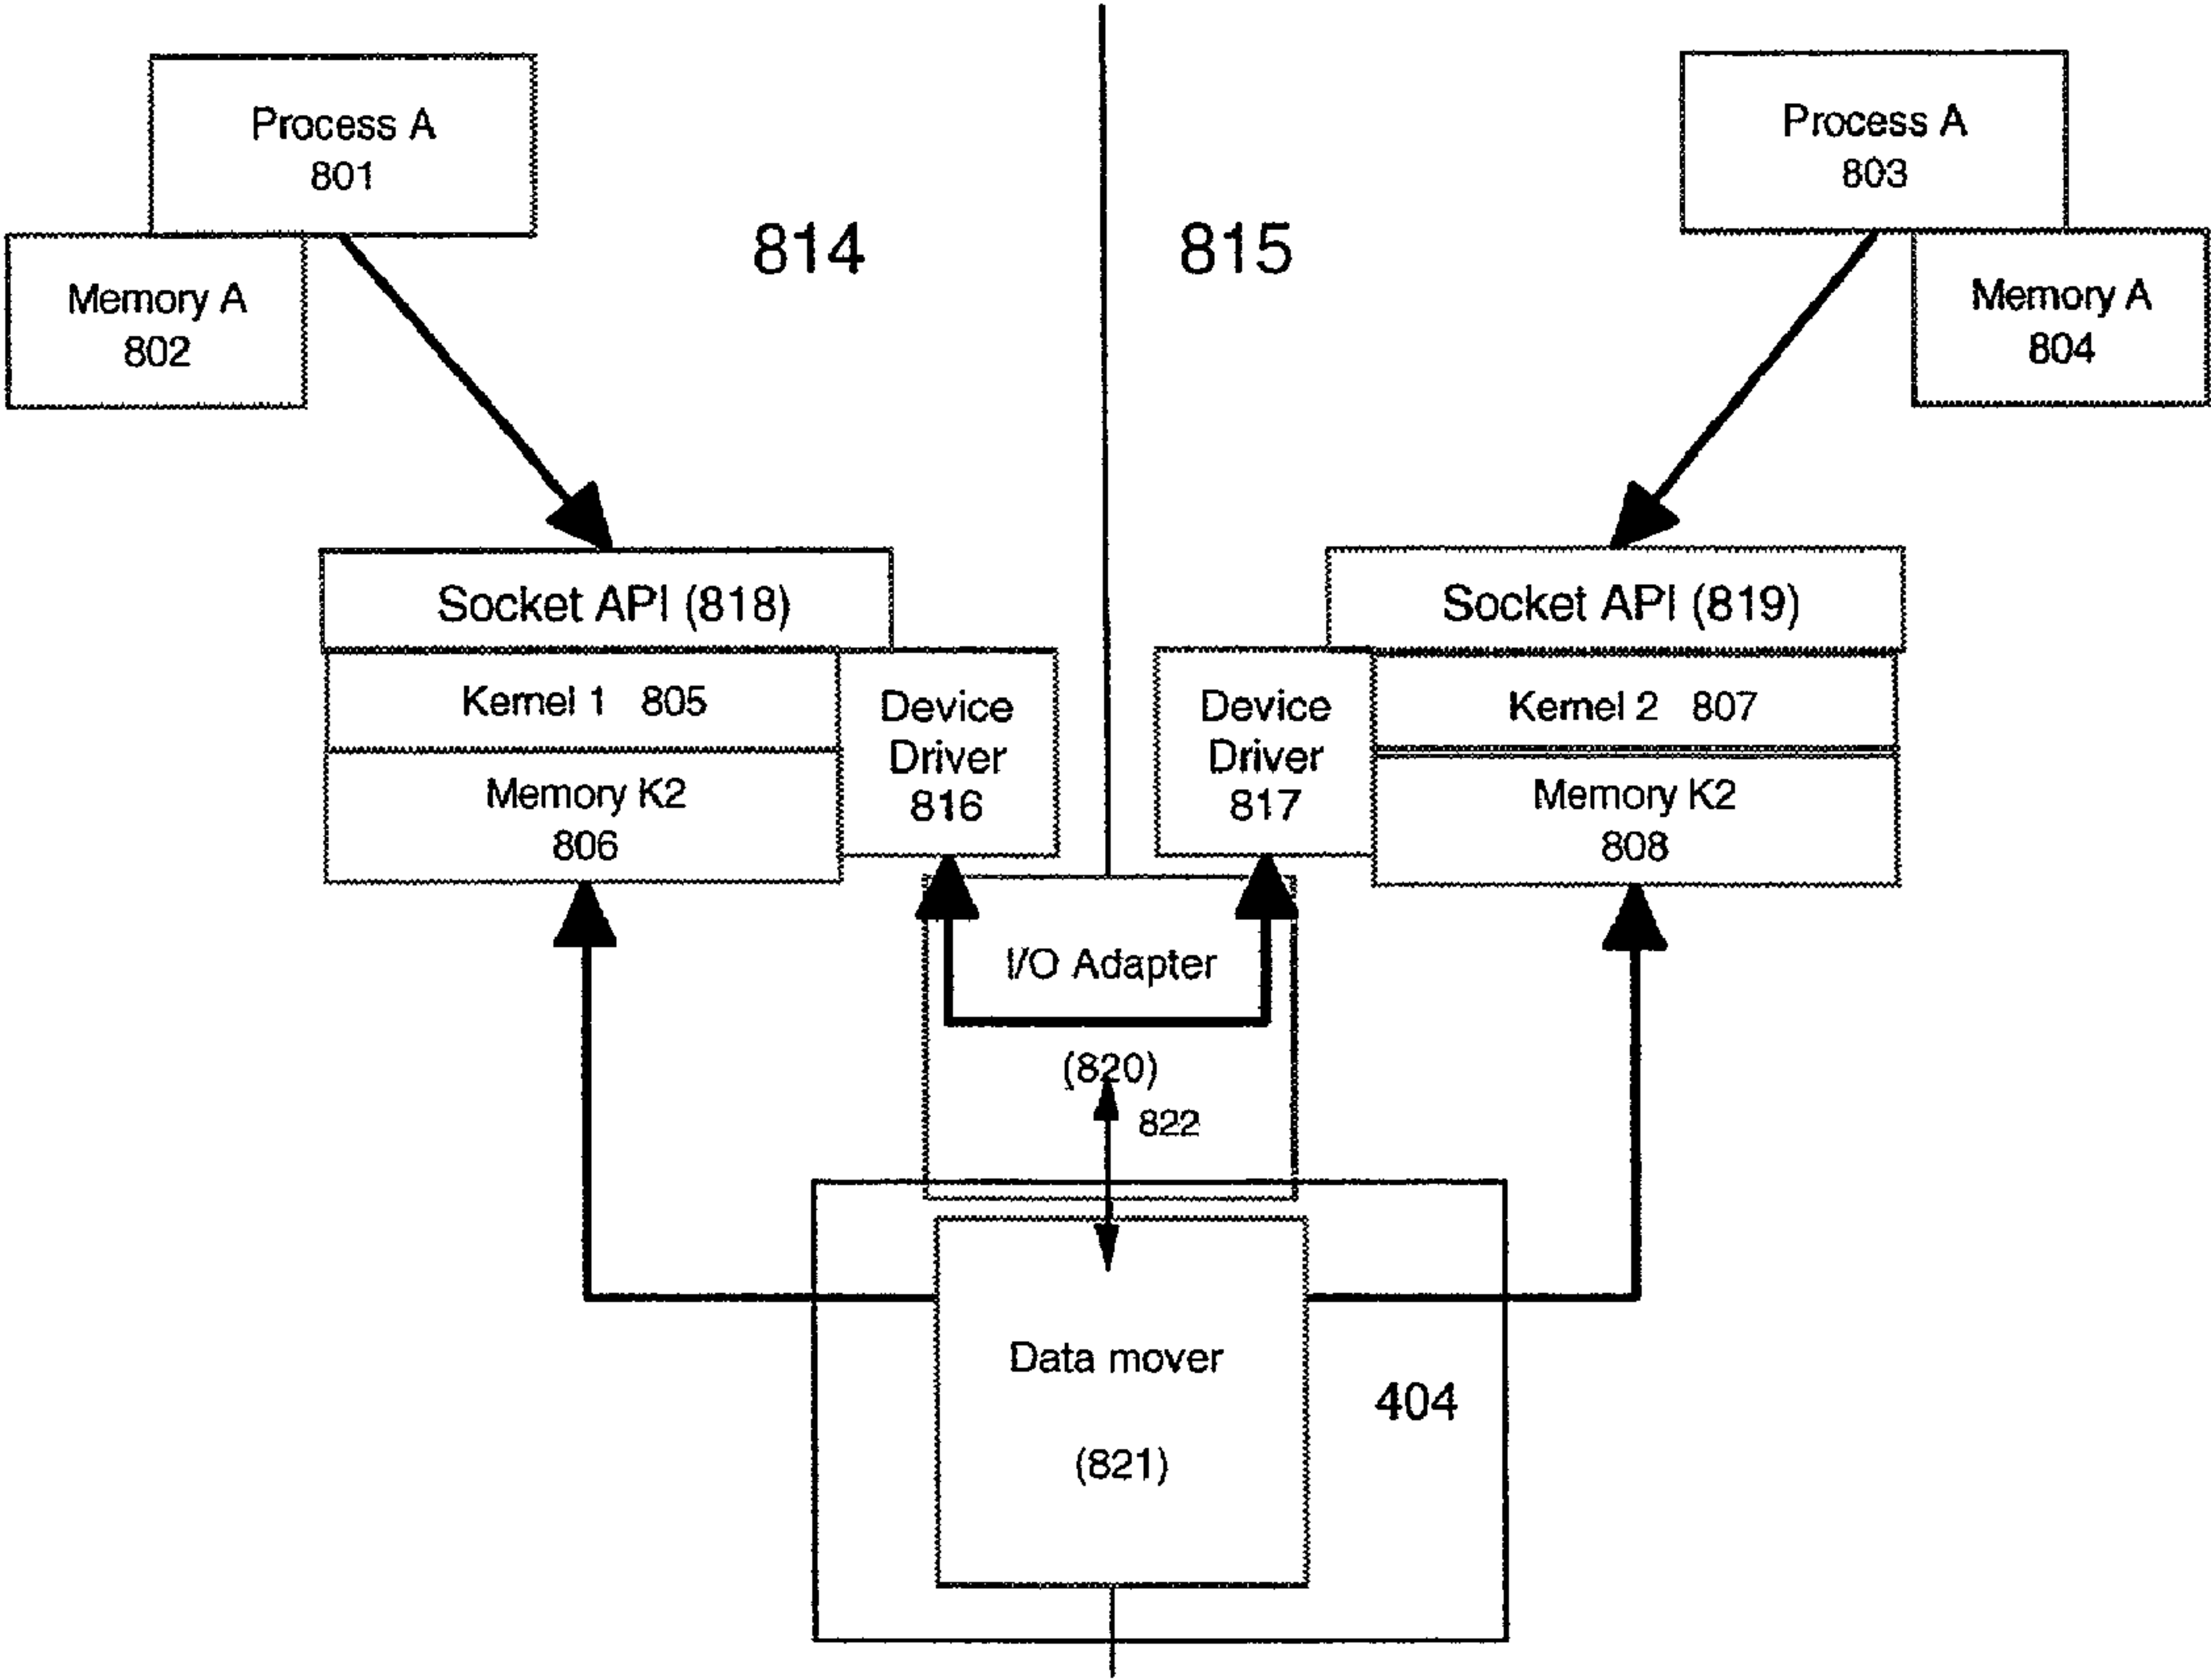 Process A
801
Memory A
802
814
815
Process A
803
Memory A
804
Socket API (818)
Kernel 1 805
Memory K2
806
Device
Driver
816
Socket API (819)
Device
Driver
817
Kernel 2 807
Memory K2
808
I/O Adapter
(820)
822
Data mover
(821)
404